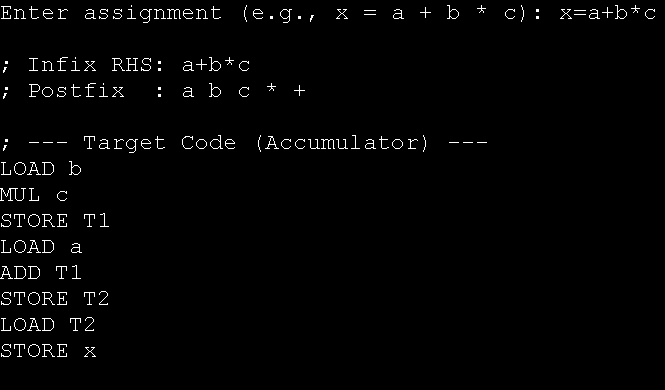 Enter assignment (e.g., x = a + b * c): x=a+b*c
; Infix RHS: a+b*c
; Postfix  : a b c * +
; --- Target Code (Accumulator) ---
LOAD b
MUL c
STORE T1
LOAD a
ADD T1
STORE T2
LOAD T2
STORE x